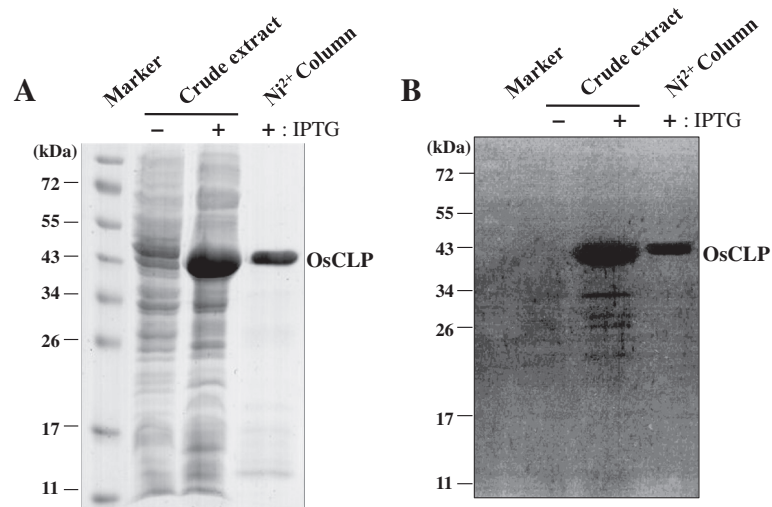 A
Marker
Crude extract
Ni²⁺ Column
− + + : IPTG
(kDa)
72
55
43
34
26
17
11
OsCLP
B
Marker
Crude extract
Ni²⁺ Column
− + + : IPTG
(kDa)
72
55
43
34
26
17
11
OsCLP